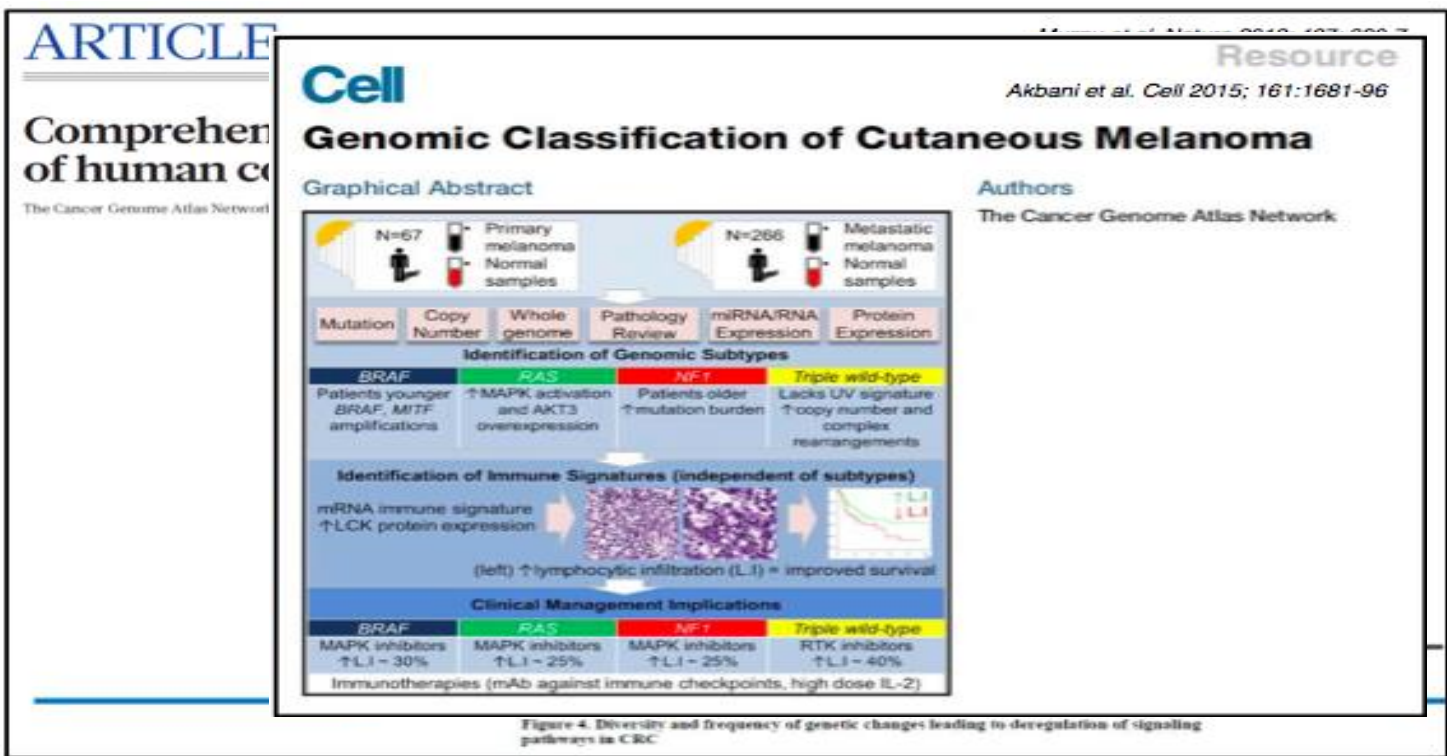 ARTICLE
Comprehen
of human co
The Cancer Genome Atlas Networ
Resource
Cell
Akbani et al. Cell 2015; 161:1681-96
Genomic Classification of Cutaneous Melanoma
Graphical Abstract
Authors
The Cancer Genome Atlas Network
N=67
Primary
melanoma
Normal
samples
N=266
Metastatic
melanoma
Normal
samples
Mutation
Copy
Number
Whole
genome
Pathology
Review
miRNA/RNA
Expression
Protein
Expression
Identification of Genomic Subtypes
BRAF
Patients younger
BRAF, MITF
amplifications
RAS
↑MAPK activation
and AKT3
overexpression
NF1
Patients older
↑mutation burden
Triple wild-type
Lacks UV signature
↑copy number and
complex
rearrangements
Identification of Immune Signatures (independent of subtypes)
mRNA immune signature
↑LCK protein expression
↑L.I
↓L.I
(left) ↑lymphocytic infiltration (L.I) = improved survival
Clinical Management Implications
BRAF
MAPK inhibitors
↑L.I ~ 30%
RAS
MAPK inhibitors
↑L.I ~ 25%
NF1
MAPK inhibitors
↑L.I ~ 25%
Triple wild-type
RTK inhibitors
↑L.I ~ 40%
Immunotherapies (mAb against immune checkpoints, high dose IL-2)
Figure 4. Diversity and frequency of genetic changes leading to deregulation of signaling
pathways in CRC